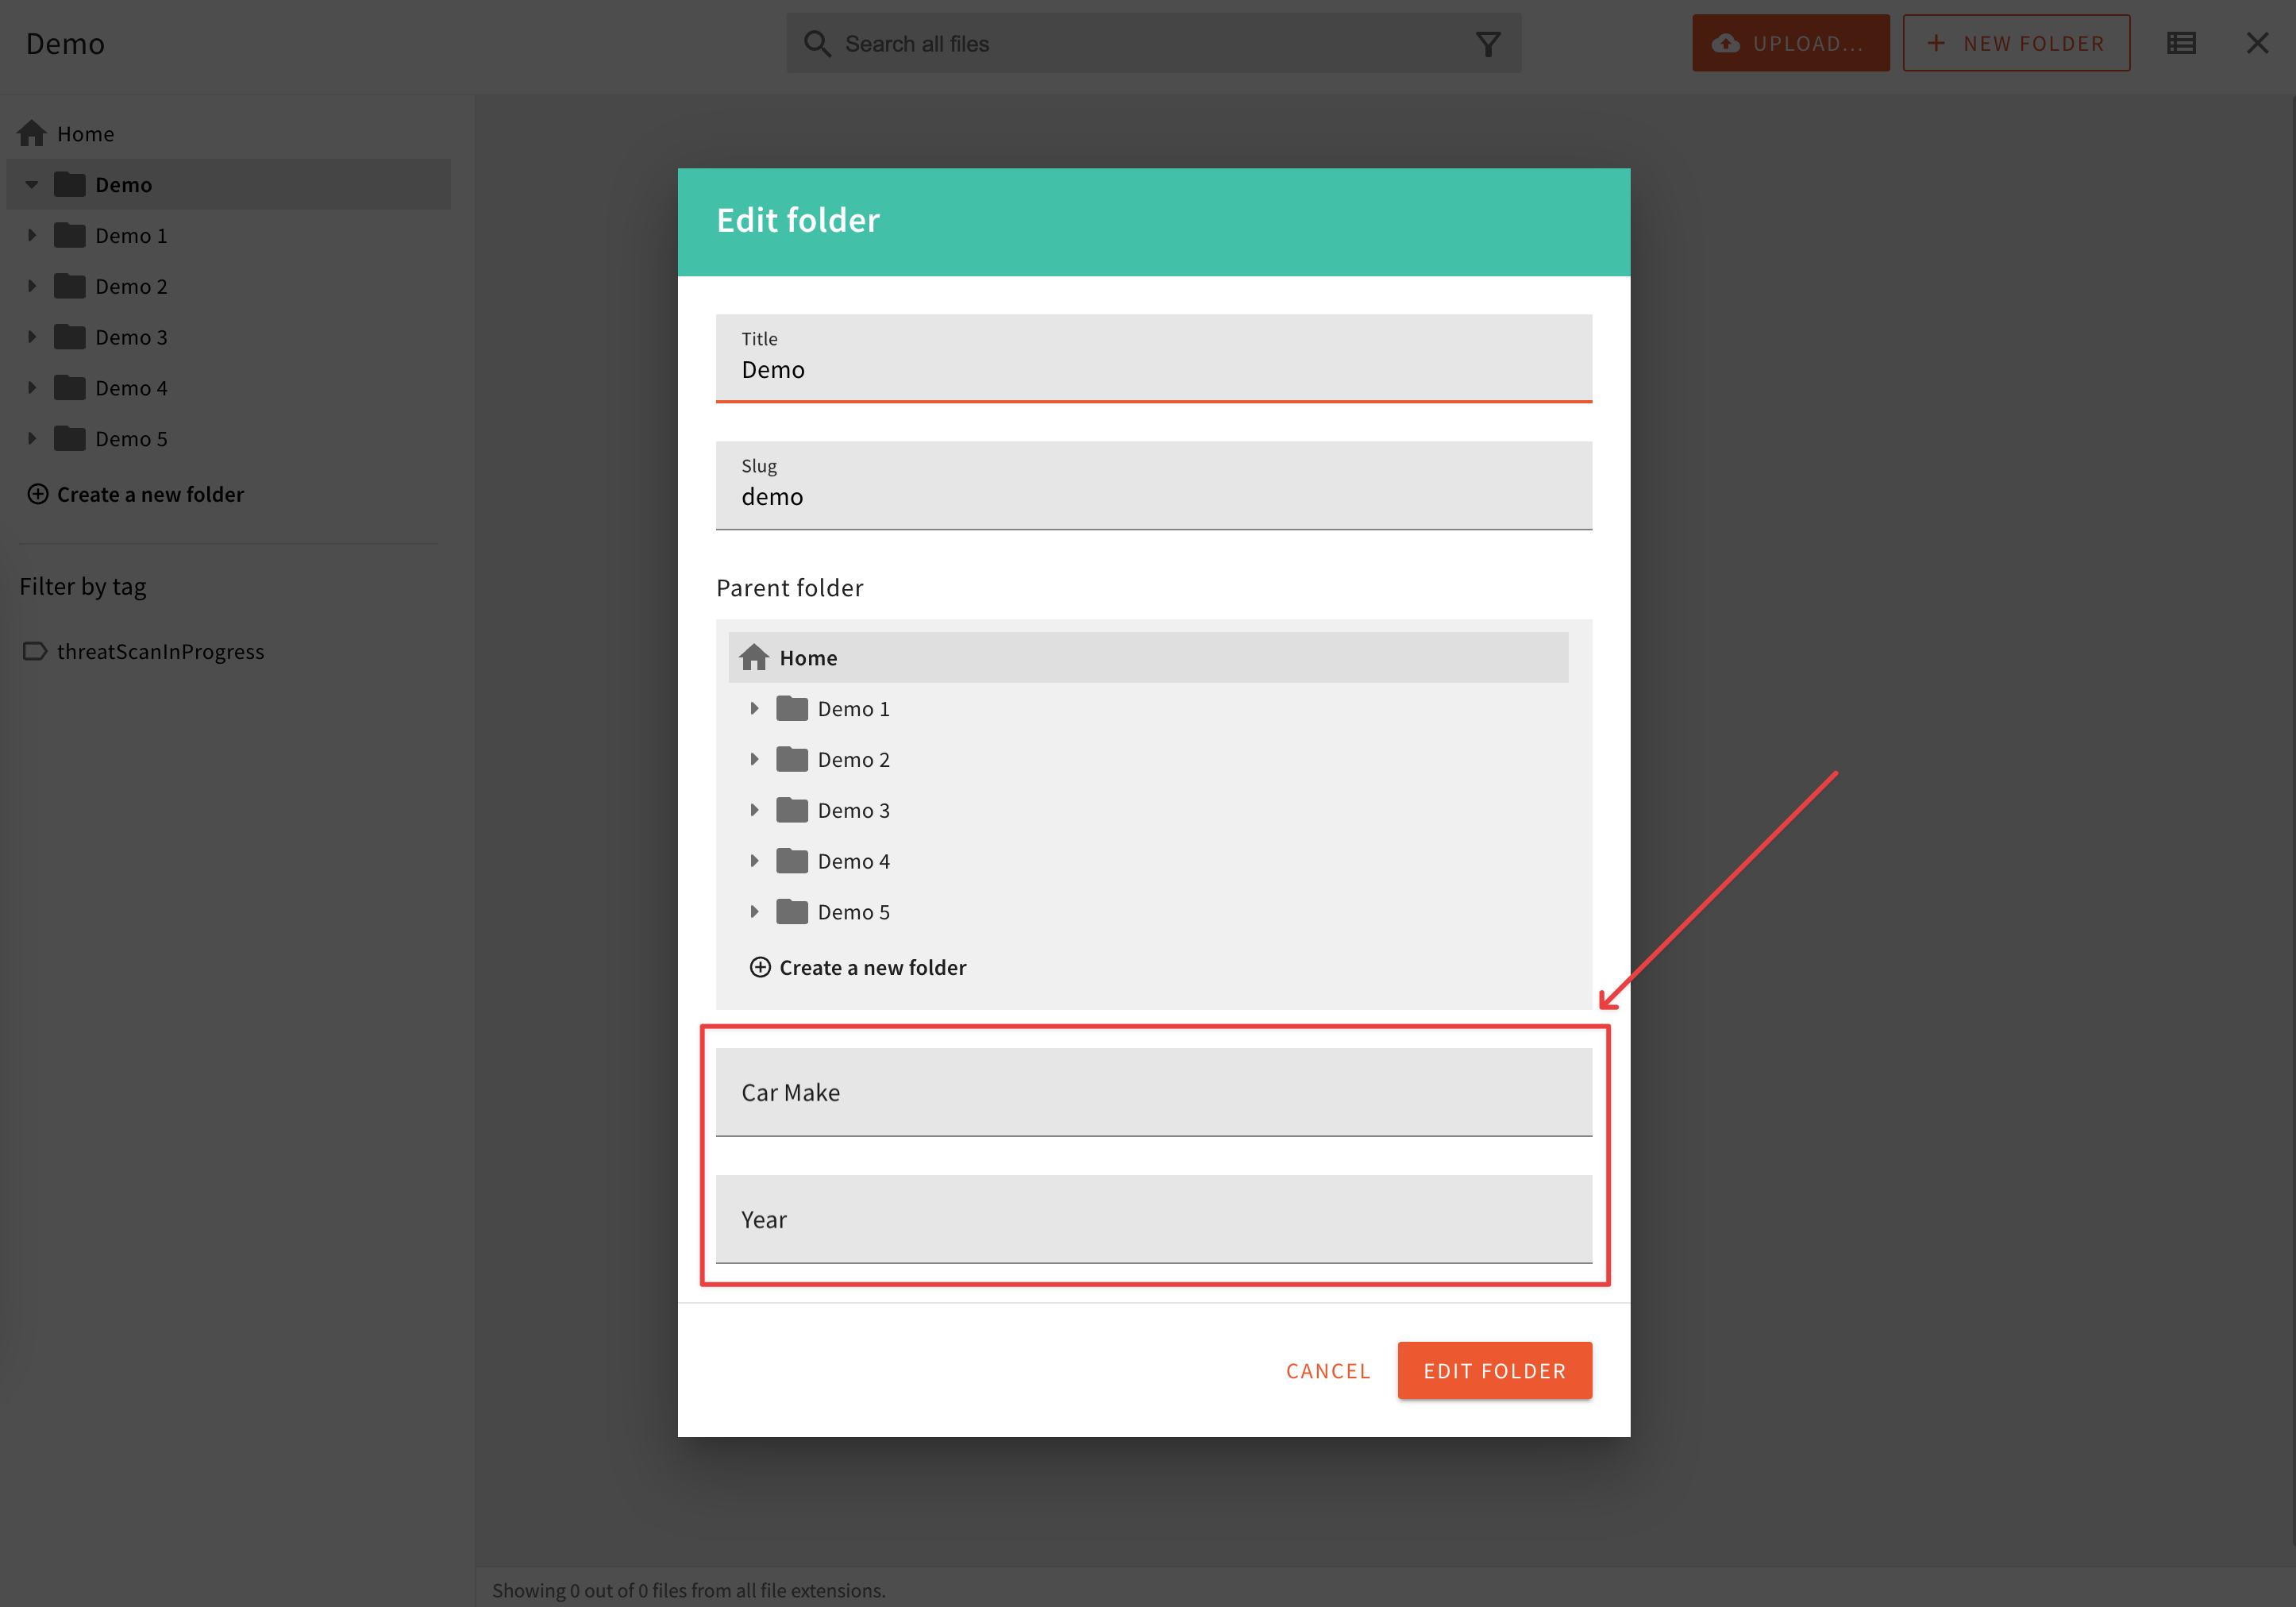 Demo
Search all files
UPLOAD...
NEW FOLDER
Home
Demo
Demo 1
Demo 2
Demo 3
Demo 4
Demo 5
Create a new folder
Filter by tag
threatScanInProgress
Edit folder
Title
Demo
Slug
demo
Parent folder
Home
Demo 1
Demo 2
Demo 3
Demo 4
Demo 5
Create a new folder
Car Make
Year
CANCEL
EDIT FOLDER
Showing 0 out of 0 files from all file extensions.